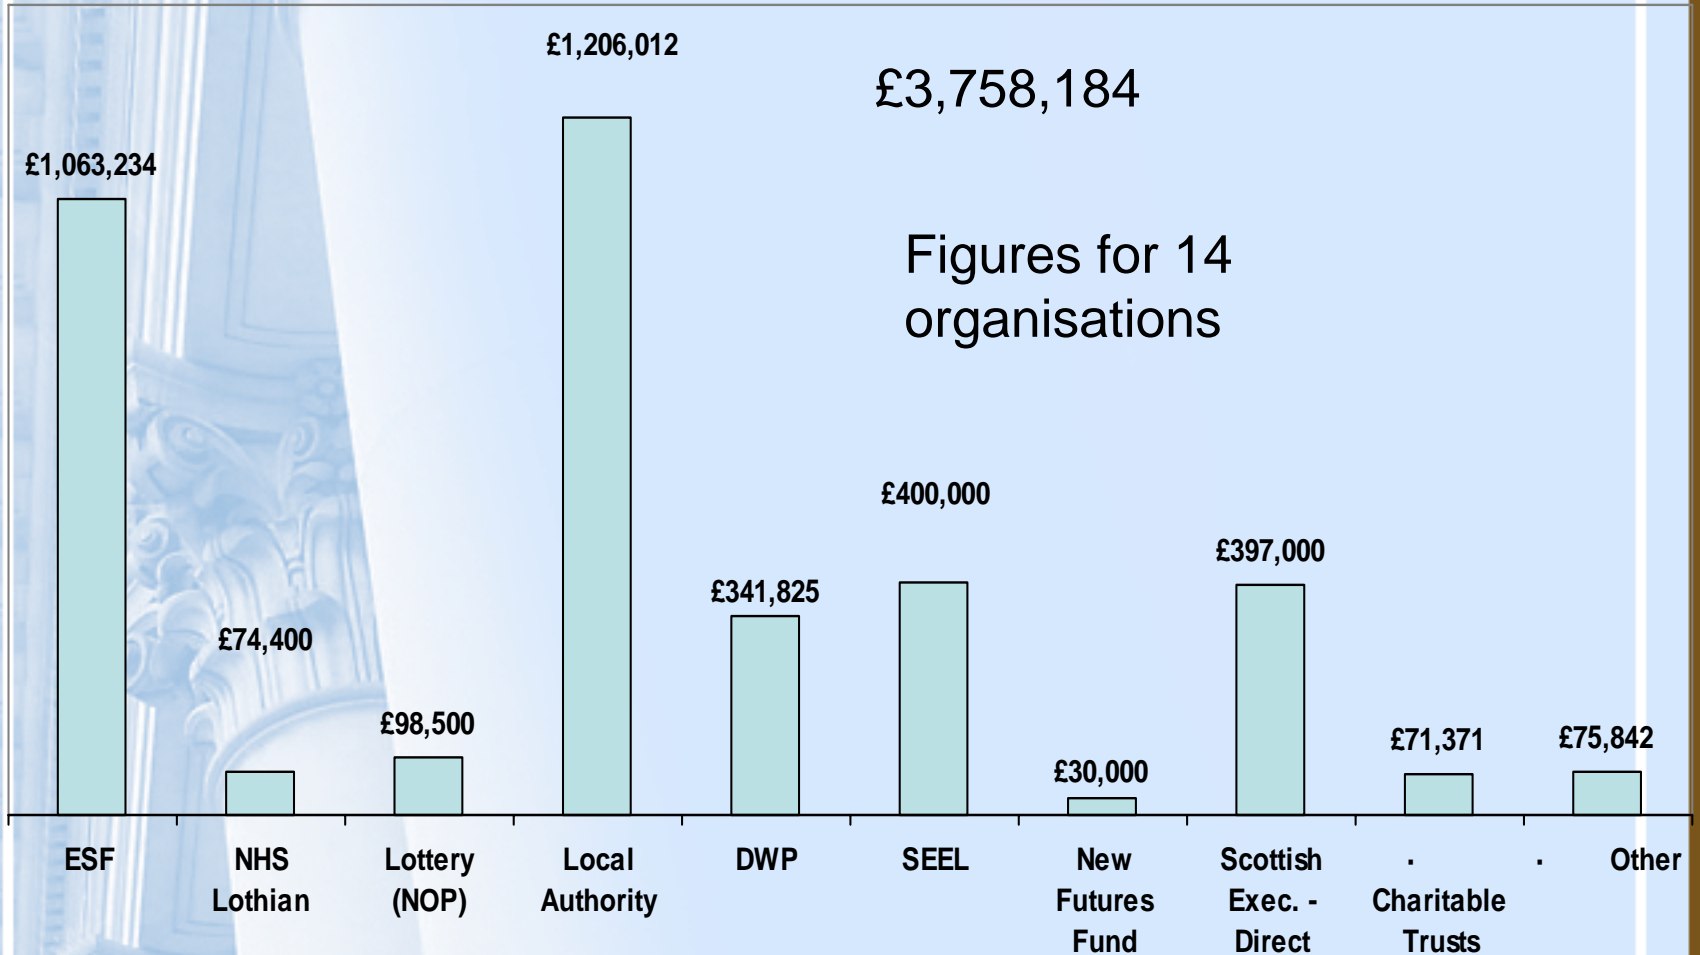 £1,206,012
£3,758,184
£1,063,234
Figures for 14
organisations
£400,000
£397,000
£341,825
£74,400
£98,500
£71,371
£75,842
£30,000
ESF
NHS
Lothian
Lottery
(NOP)
Local
Authority
DWP
SEEL
New
Futures
Fund
Scottish
Exec. -
Direct
·
Charitable
Trusts
· Other